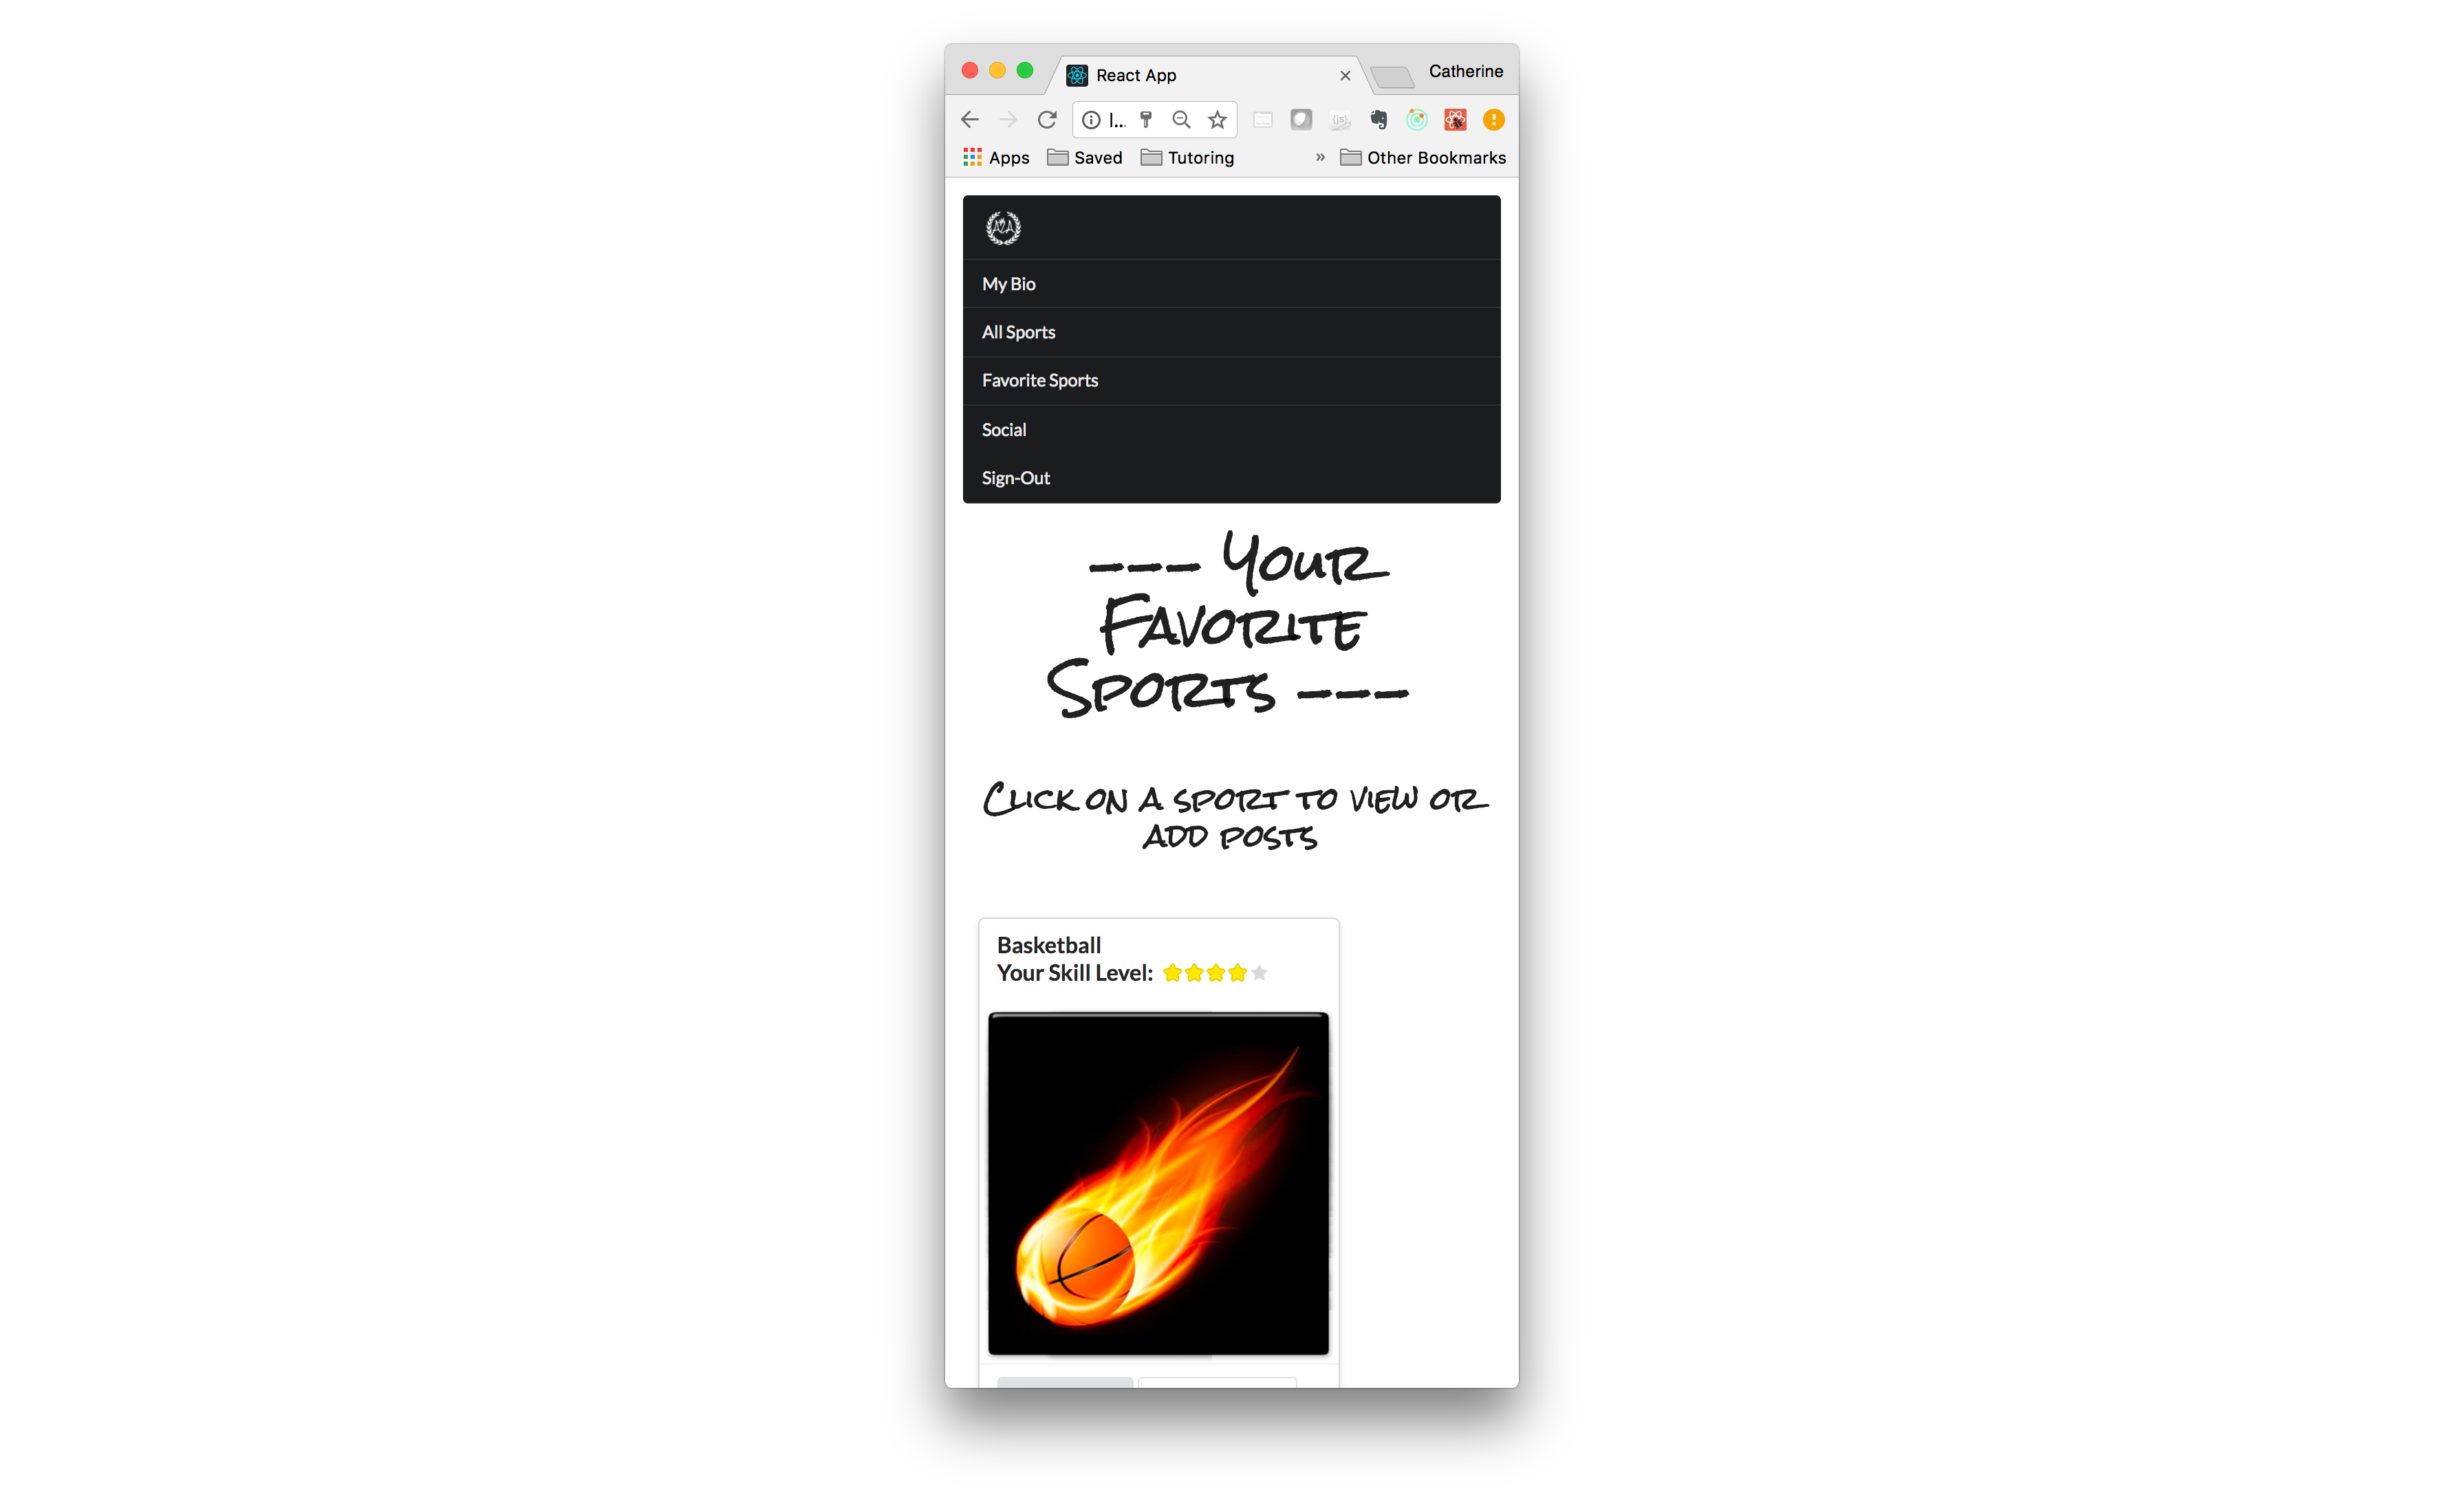 React App
Catherine
l...
Apps
Saved
Tutoring
»
Other Bookmarks
A2A
My Bio
All Sports
Favorite Sports
Social
Sign-Out
--- Your
Favorite
Sports ---
Click on a sport to view or
add posts
Basketball
Your Skill Level: